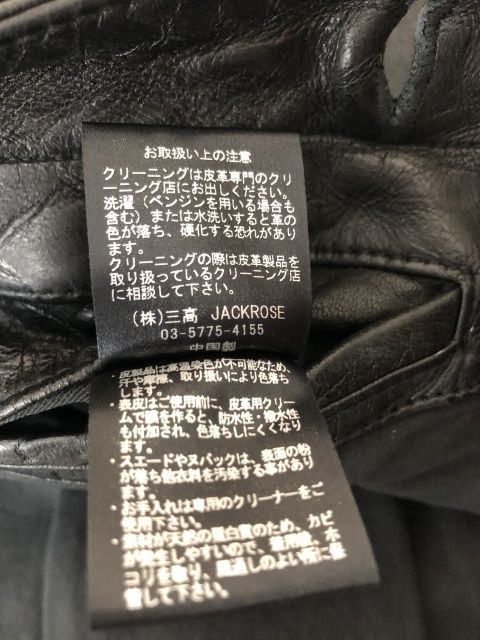 お取扱い上の注意
クリーニングは皮革専門のクリ
ーニング店にお出しください。
洗濯（ベンジンを用いる場合も
含む）または水洗いすると革の
色が落ち、硬化する恐れがあり
ます。
クリーニングの際は皮革製品を
取り扱っているクリーニング店
に相談して下さい。
（株）三高 JACKROSE
03-5775-4155
中国製
・皮製品は高温染色が不可能なため、
汗や摩擦、取り扱いにより色落ち
します。
・表皮はご使用前に、皮革用クリー
ムで膜を作ると、防水性・撥水性
も付加され、色落ちしにくくなり
ます。
・スエードやヌバックは、表面の粉
が落ち他衣料を汚染する事があり
ます。
・お手入れは専用のクリーナーをご
使用下さい。
・素材が天然の蛋白質のため、カビ
が発生しやすいので、着用後、ホ
コリを取り、風通しのよい所に保
管して下さい。